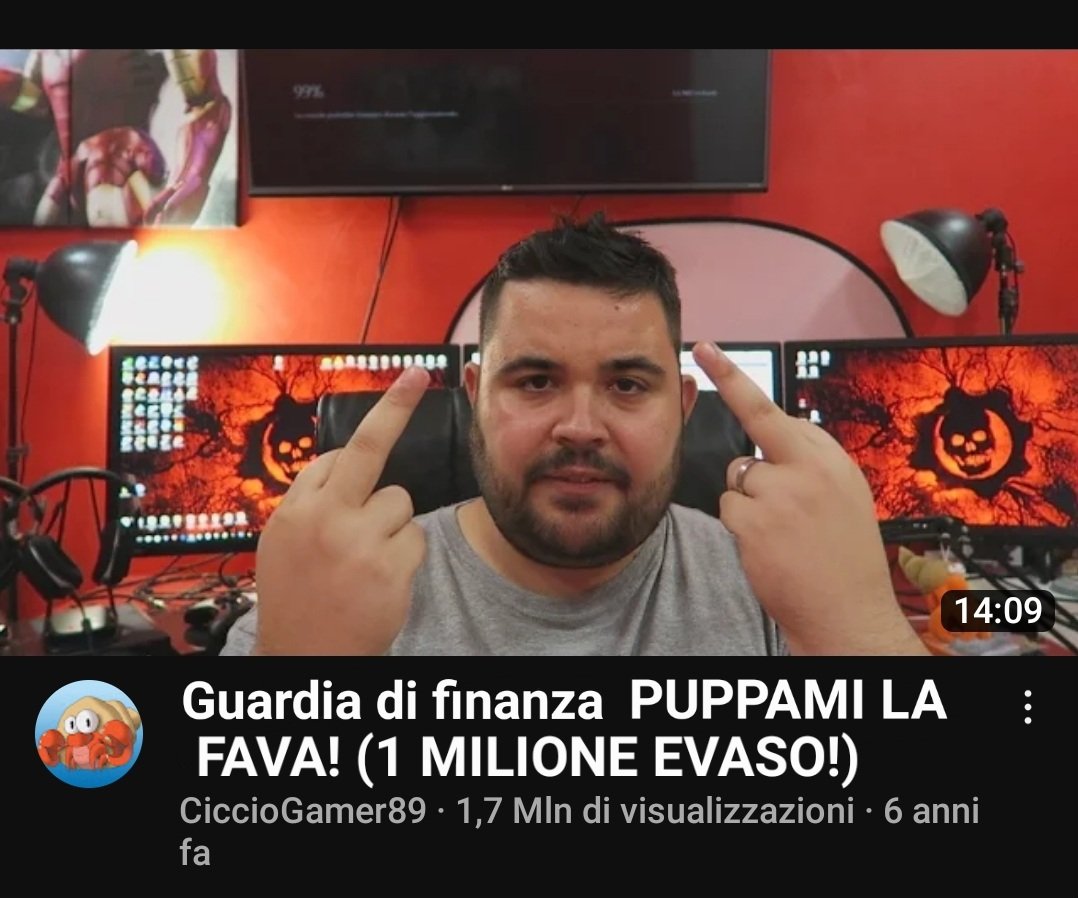 99%
14:09
Guardia di finanza PUPPAMI LA
FAVA! (1 MILIONE EVASO!)
CiccioGamer89 · 1,7 Mln di visualizzazioni · 6 anni
fa